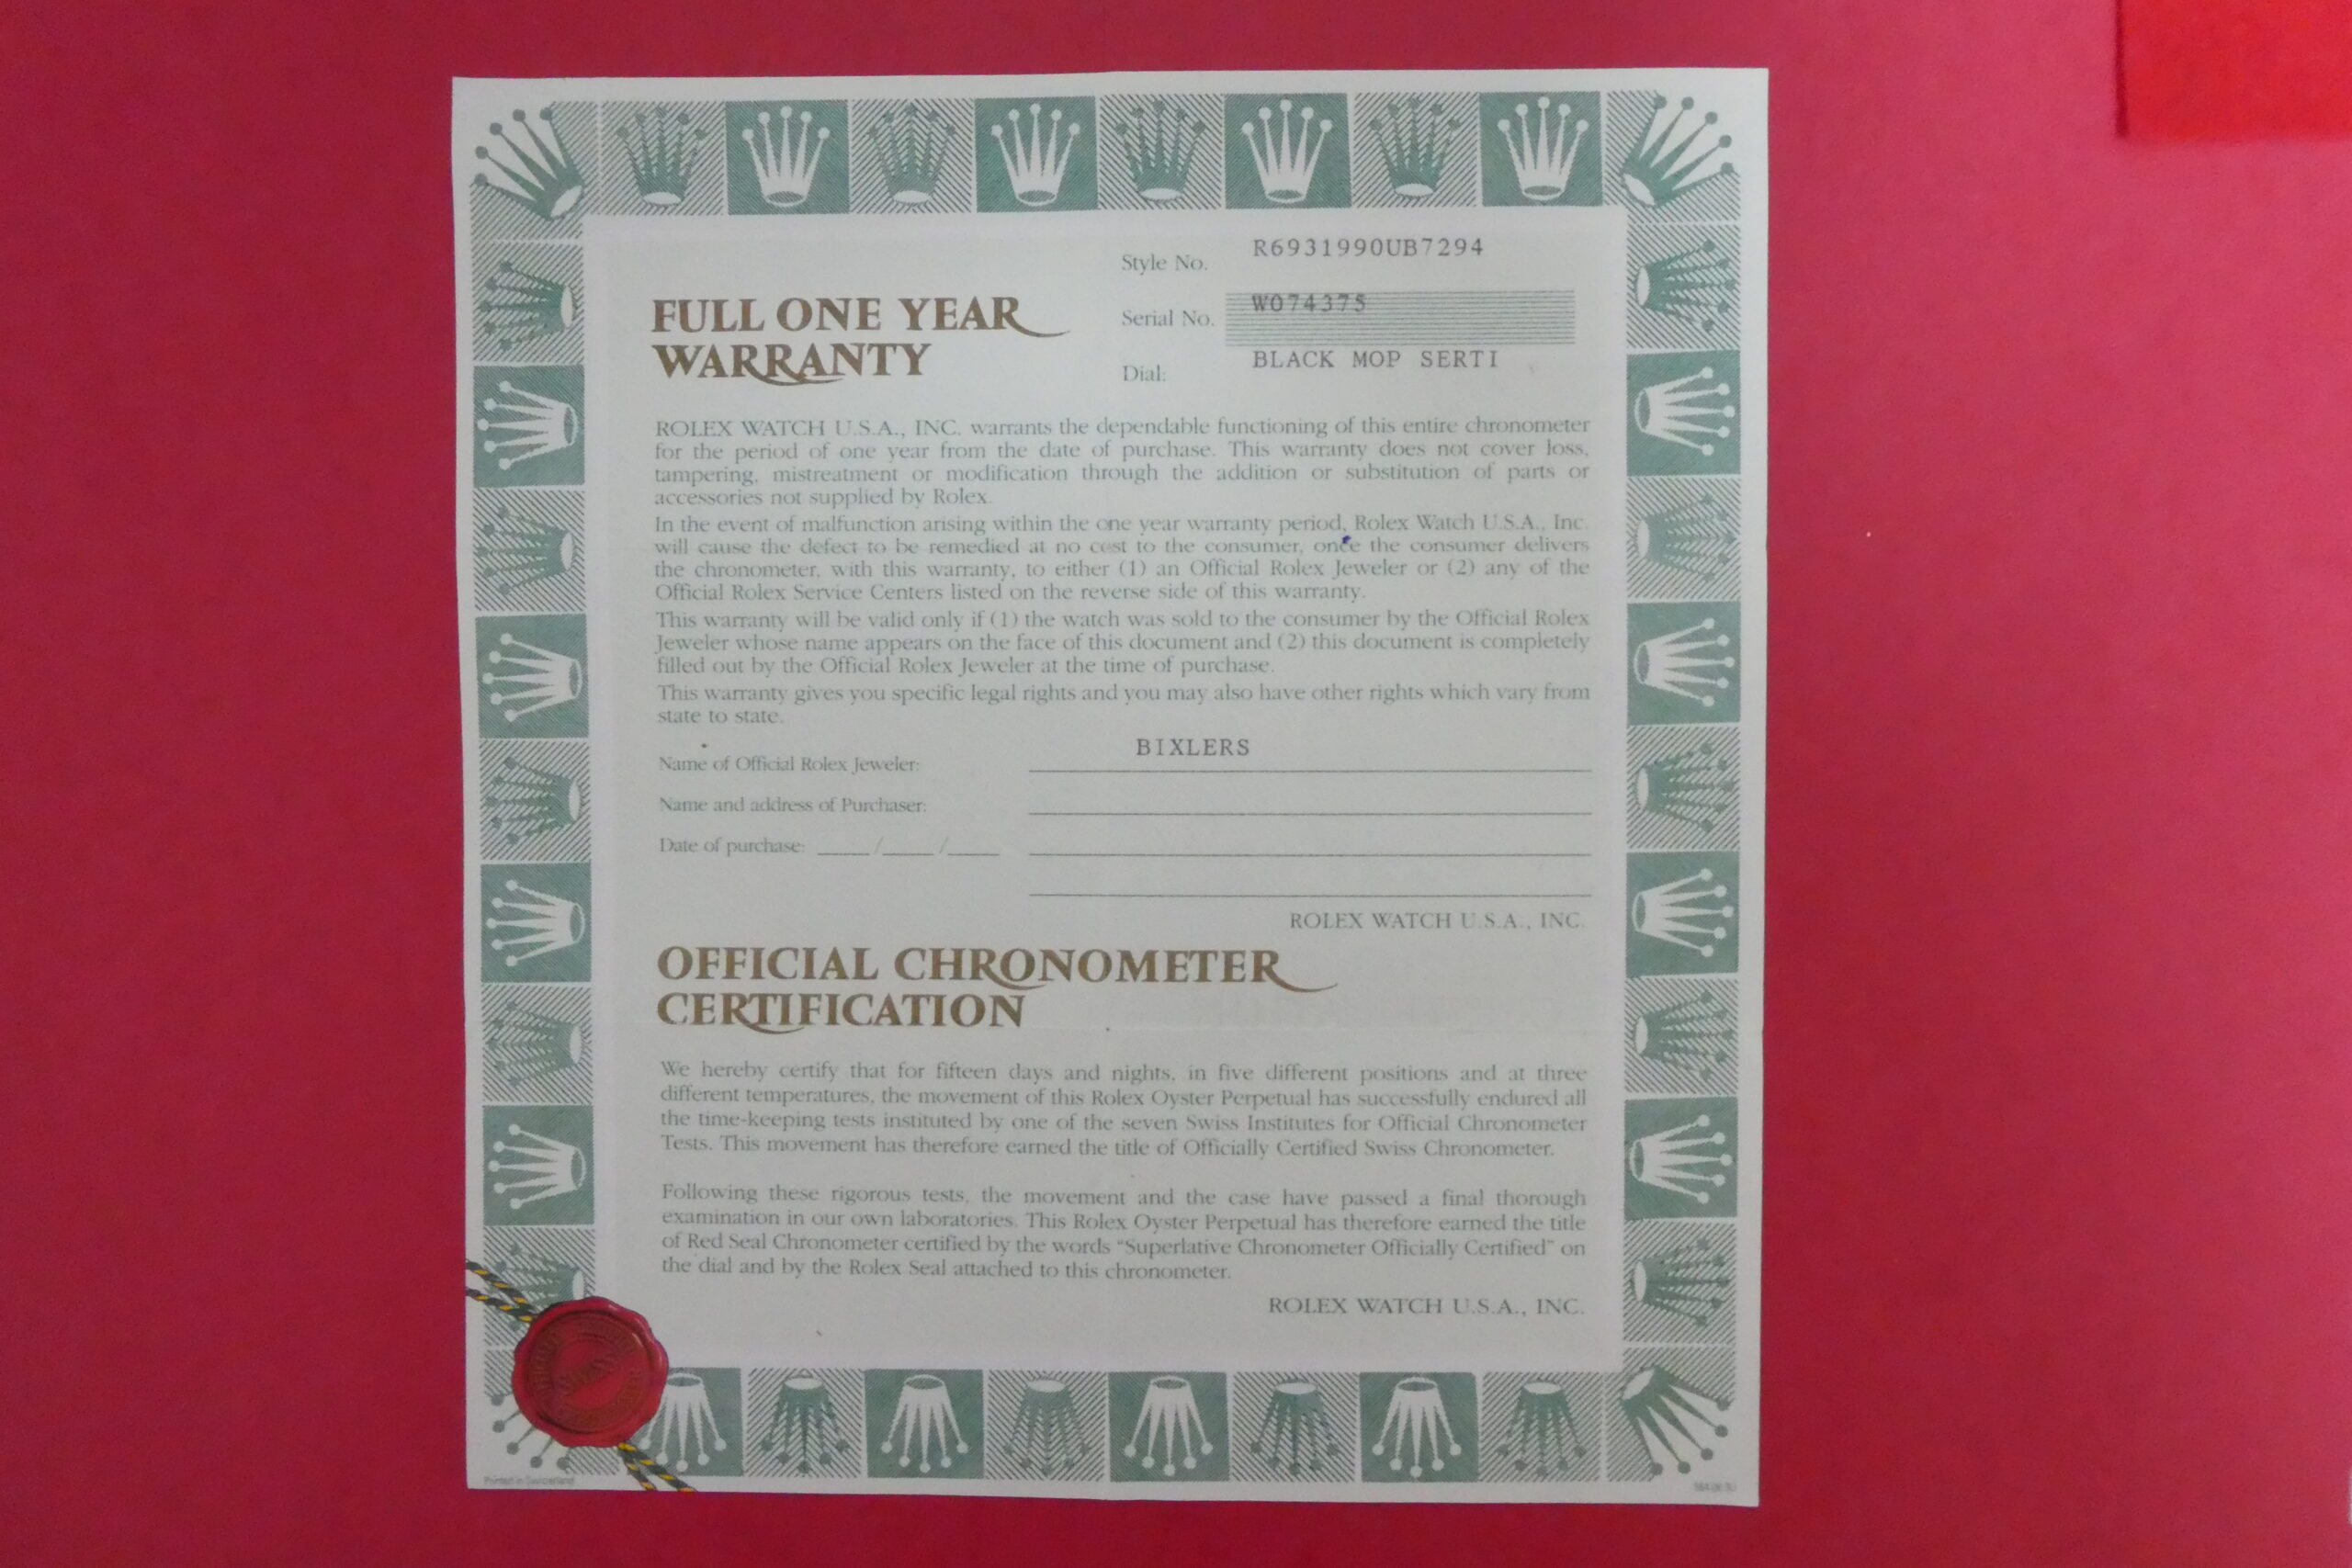 Style No. R6931990UB7294
FULL ONE YEAR
WARRANTY
Serial No. W074375
Dial: BLACK MOP SERTI
ROLEX WATCH U.S.A., INC. warrants the dependable functioning of this entire chronometer
for the period of one year from the date of purchase. This warranty does not cover loss,
tampering, mistreatment or modification through the addition or substitution of parts or
accessories not supplied by Rolex.
In the event of malfunction arising within the one year warranty period, Rolex Watch U.S.A., Inc.
will cause the defect to be remedied at no cost to the consumer, once the consumer delivers
the chronometer, with this warranty, to either (1) an Official Rolex Jeweler or (2) any of the
Official Rolex Service Centers listed on the reverse side of this warranty.
This warranty will be valid only if (1) the watch was sold to the consumer by the Official Rolex
Jeweler whose name appears on the face of this document and (2) this document is completely
filled out by the Official Rolex Jeweler at the time of purchase.
This warranty gives you specific legal rights and you may also have other rights which vary from
state to state.
Name of Official Rolex Jeweler: BIXLERS
Name and address of Purchaser:
Date of purchase: ____/____/____
ROLEX WATCH U.S.A., INC.
OFFICIAL CHRONOMETER
CERTIFICATION
We hereby certify that for fifteen days and nights, in five different positions and at three
different temperatures, the movement of this Rolex Oyster Perpetual has successfully endured all
the time-keeping tests instituted by one of the seven Swiss Institutes for Official Chronometer
Tests. This movement has therefore earned the title of Officially Certified Swiss Chronometer.
Following these rigorous tests, the movement and the case have passed a final thorough
examination in our own laboratories. This Rolex Oyster Perpetual has therefore earned the title
of Red Seal Chronometer certified by the words "Superlative Chronometer Officially Certified" on
the dial and by the Rolex Seal attached to this chronometer.
ROLEX WATCH U.S.A., INC.
Printed in Switzerland